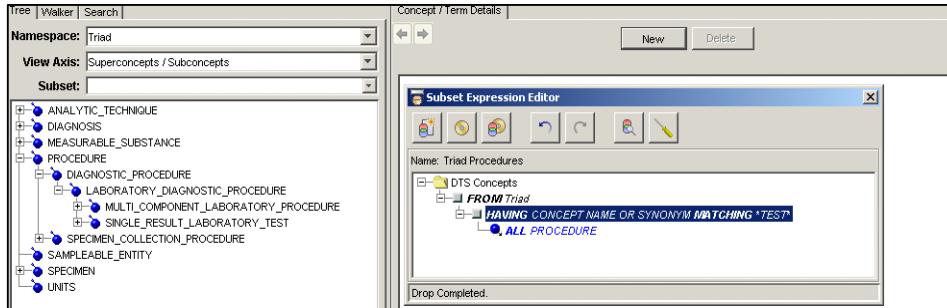 Tree Walker Search
Namespace: Triad
View Axis: Superconcepts / Subconcepts
Subset:
ANALYTIC_TECHNIQUE
DIAGNOSIS
MEASURABLE_SUBSTANCE
PROCEDURE
DIAGNOSTIC_PROCEDURE
LABORATORY_DIAGNOSTIC_PROCEDURE
MULTI_COMPONENT_LABORATORY_PROCEDURE
SINGLE_RESULT_LABORATORY_TEST
SPECIMEN_COLLECTION_PROCEDURE
SAMPLEABLE_ENTITY
SPECIMEN
UNITS
Concept / Term Details
New Delete
Subset Expression Editor
Name: Triad Procedures
DTS Concepts
FROM Triad
HAVING CONCEPT NAME OR SYNONYM MATCHING *TEST*
ALL PROCEDURE
Drop Completed.